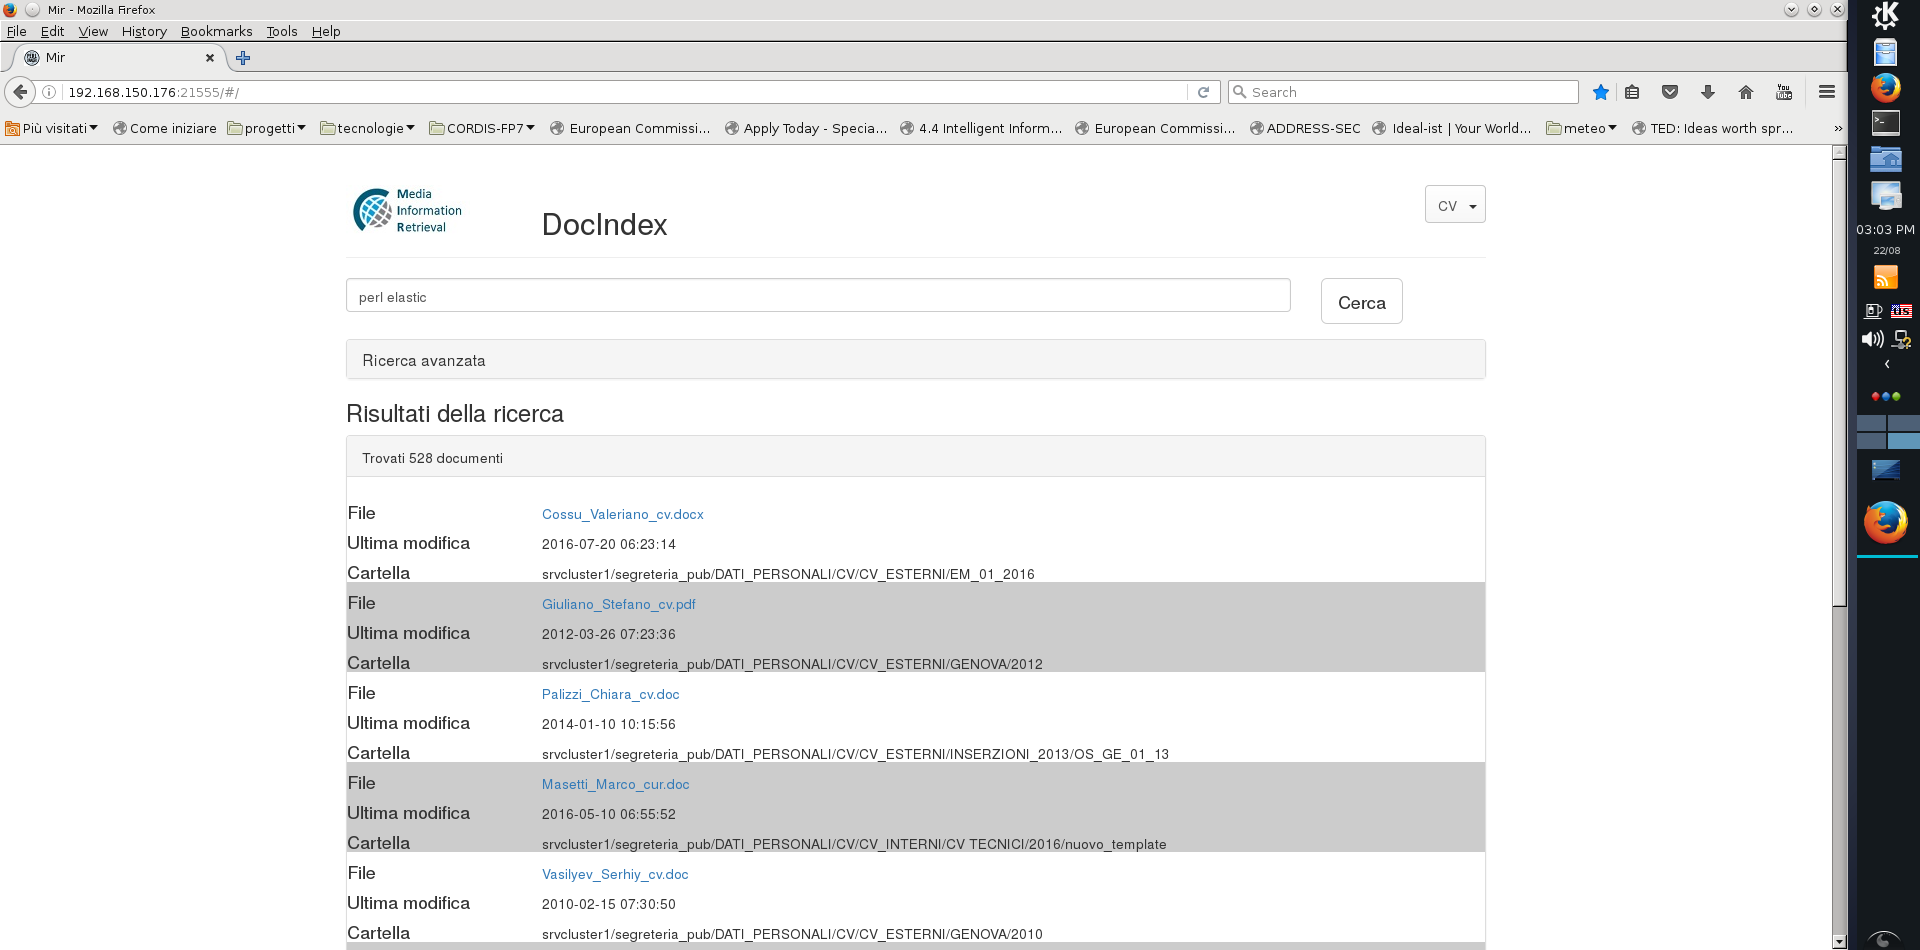 Mir - Mozilla Firefox
File Edit View History Bookmarks Tools Help
Mir
192.168.150.176:21555/#/
Search
You Tube
Più visitati Come iniziare progetti tecnologie CORDIS-FP7 European Commissi... Apply Today - Specia... 4.4 Intelligent Inform... European Commissi... ADDRESS-SEC Ideal-ist | Your World... meteo TED: Ideas worth spr... »
Media
Information
Retrieval
DocIndex
CV
perl elastic
Cerca
Ricerca avanzata
Risultati della ricerca
Trovati 528 documenti
File Cossu_Valeriano_cv.docx
Ultima modifica 2016-07-20 06:23:14
Cartella srvcluster1/segreteria_pub/DATI_PERSONALI/CV/CV_ESTERNI/EM_01_2016
File Giuliano_Stefano_cv.pdf
Ultima modifica 2012-03-26 07:23:36
Cartella srvcluster1/segreteria_pub/DATI_PERSONALI/CV/CV_ESTERNI/GENOVA/2012
File Palizzi_Chiara_cv.doc
Ultima modifica 2014-01-10 10:15:56
Cartella srvcluster1/segreteria_pub/DATI_PERSONALI/CV/CV_ESTERNI/INSERZIONI_2013/OS_GE_01_13
File Masetti_Marco_cur.doc
Ultima modifica 2016-05-10 06:55:52
Cartella srvcluster1/segreteria_pub/DATI_PERSONALI/CV/CV_INTERNI/CV TECNICI/2016/nuovo_template
File Vasilyev_Serhiy_cv.doc
Ultima modifica 2010-02-15 07:30:50
Cartella srvcluster1/segreteria_pub/DATI_PERSONALI/CV/CV_ESTERNI/GENOVA/2010
K
03:03 PM
22/08
US